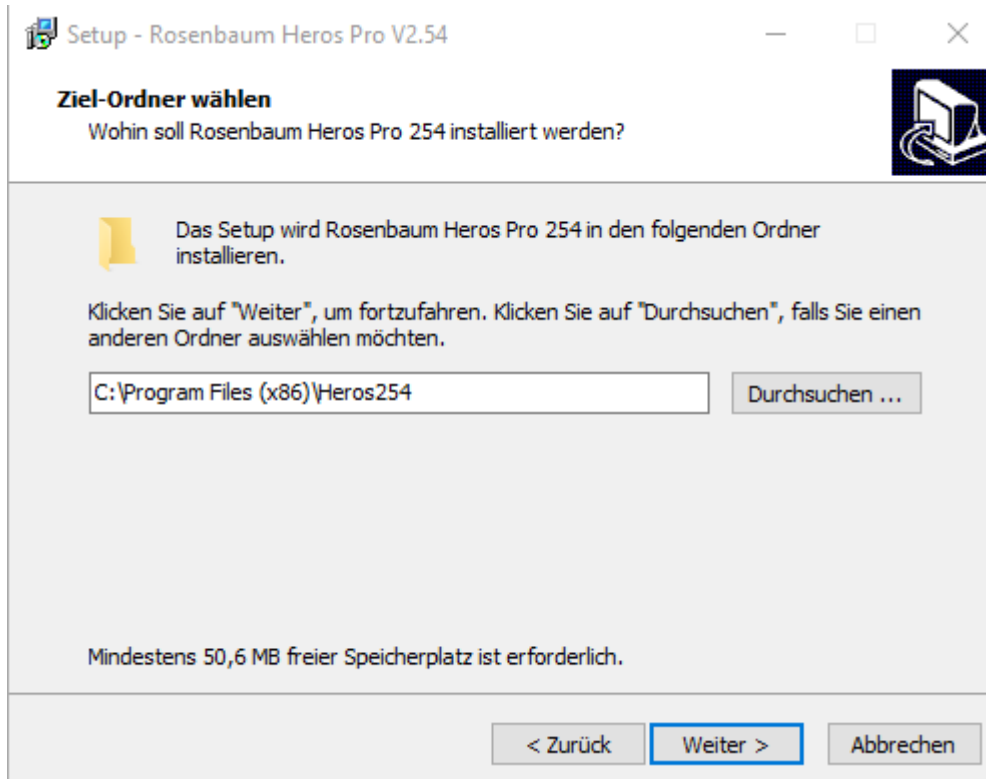 Setup - Rosenbaum Heros Pro V2.54
Ziel-Ordner wählen
Wohin soll Rosenbaum Heros Pro 254 installiert werden?
Das Setup wird Rosenbaum Heros Pro 254 in den folgenden Ordner
installieren.
Klicken Sie auf "Weiter", um fortzufahren. Klicken Sie auf "Durchsuchen", falls Sie einen
anderen Ordner auswählen möchten.
C:\Program Files (x86)\Heros254
Durchsuchen ...
Mindestens 50,6 MB freier Speicherplatz ist erforderlich.
< Zurück
Weiter >
Abbrechen